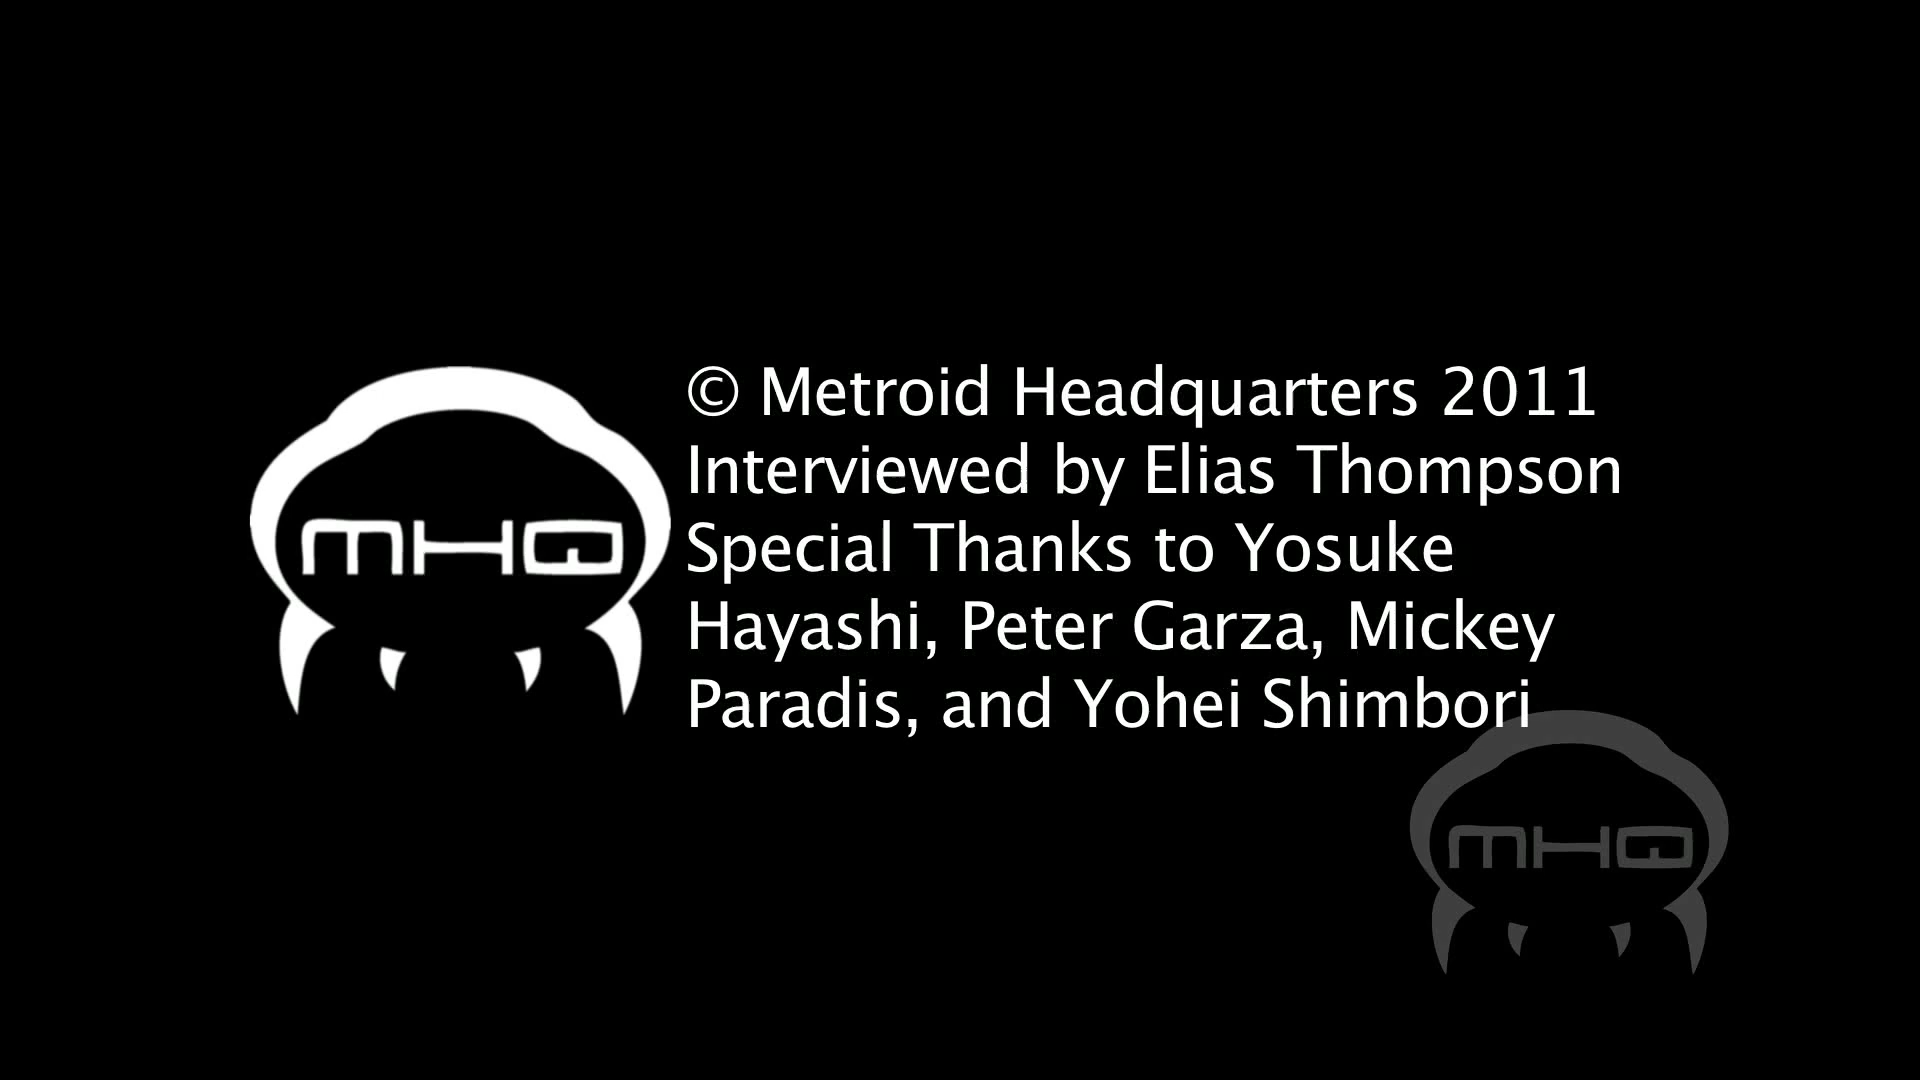 MHQ
© Metroid Headquarters 2011
Interviewed by Elias Thompson
Special Thanks to Yosuke
Hayashi, Peter Garza, Mickey
Paradis, and Yohei Shimbori
MHQ